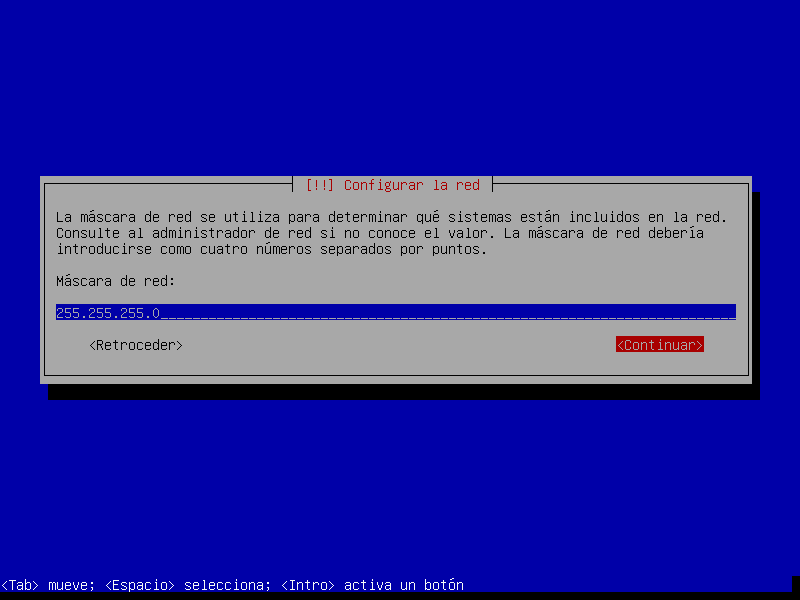 [!!] Configurar la red
La máscara de red se utiliza para determinar qué sistemas están incluidos en la red.
Consulte al administrador de red si no conoce el valor. La máscara de red debería
introducirse como cuatro números separados por puntos.
Máscara de red:
255.255.255.0
<Retroceder> <Continuar>
<Tab> mueve; <Espacio> selecciona; <Intro> activa un botón